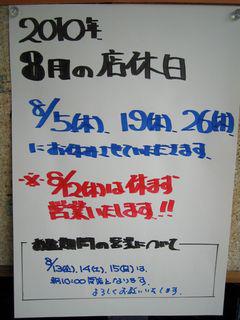 2010年
8月の店休日
8/5(木)、19(木)、26(木)
にお休みさせていただきます。
※8/12(木)は休まず
営業いたします!!
お盆期間の営業について
8/13(金)、14(土)、15(日)は、
朝10:00開店となります。
よろしくお願いいたします。